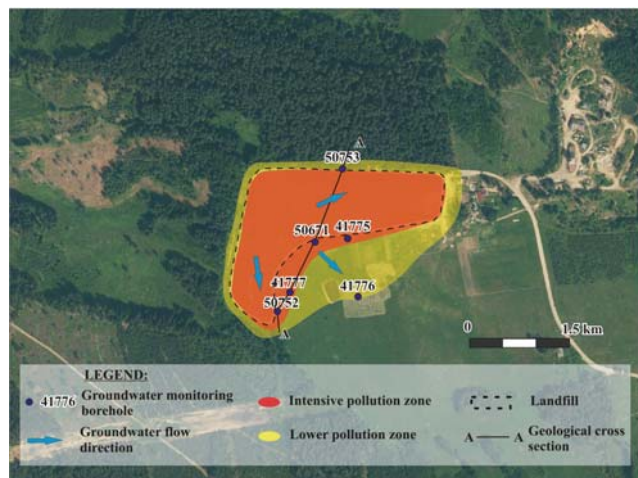 A
50753
50671
41775
41777
41776
50752
A
0 1.5 km
LEGEND:
41776 Groundwater monitoring borehole
Intensive pollution zone
Landfill
Groundwater flow direction
Lower pollution zone
A A Geological cross section